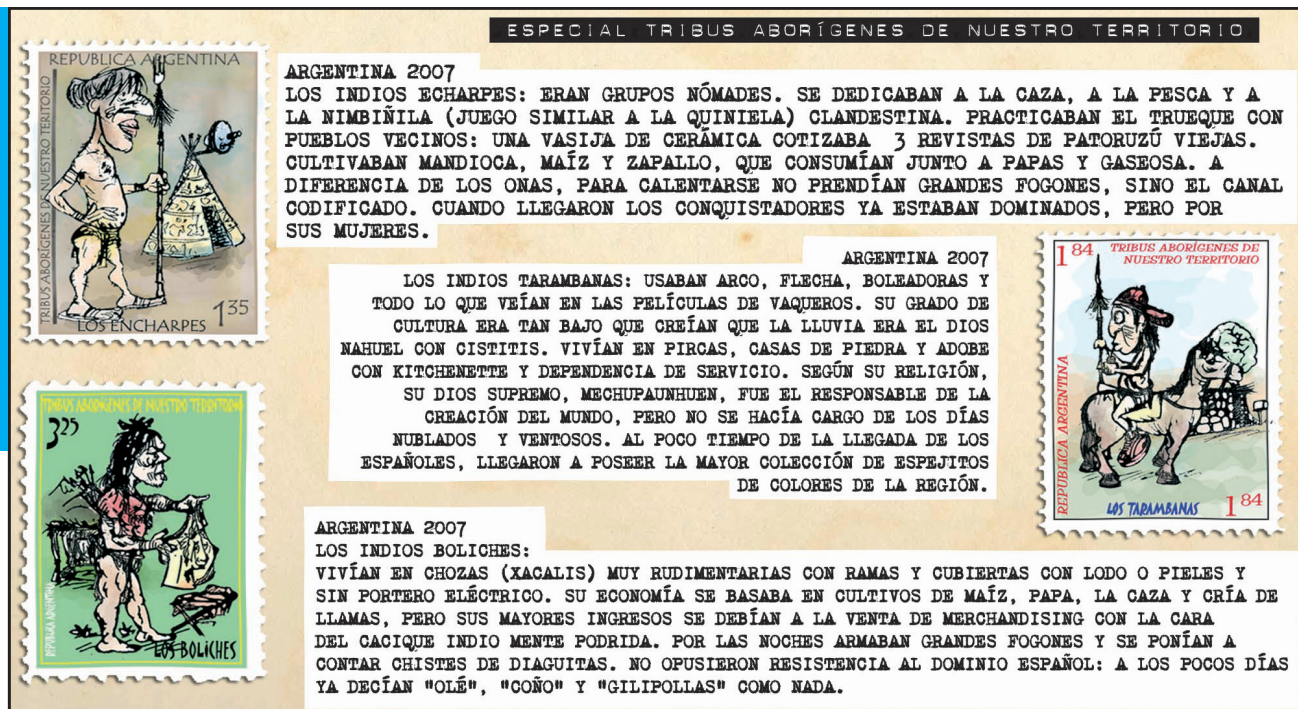 ESPECIAL TRIBUS ABORÍGENES DE NUESTRO TERRITORIO
REPUBLICA ARGENTINA
TRIBUS ABORÍGENES DE NUESTRO TERITORIO
LOS ENCHARPES 1 35
ARGENTINA 2007
LOS INDIOS ECHARPES: ERAN GRUPOS NÓMADES. SE DEDICABAN A LA CAZA, A LA PESCA Y A
LA NIMBIÑILA (JUEGO SIMILAR A LA QUINIELA) CLANDESTINA. PRACTICABAN EL TRUEQUE CON
PUEBLOS VECINOS: UNA VASIJA DE CERÁMICA COTIZABA 3 REVISTAS DE PATORUZÚ VIEJAS.
CULTIVABAN MANDIOCA, MAÍZ Y ZAPALLO, QUE CONSUMÍAN JUNTO A PAPAS Y GASEOSA. A
DIFERENCIA DE LOS ONAS, PARA CALENTARSE NO PRENDÍAN GRANDES FOGONES, SINO EL CANAL
CODIFICADO. CUANDO LLEGARON LOS CONQUISTADORES YA ESTABAN DOMINADOS, PERO POR
SUS MUJERES.
ARGENTINA 2007
LOS INDIOS TARAMBANAS: USABAN ARCO, FLECHA, BOLEADORAS Y
TODO LO QUE VEÍAN EN LAS PELÍCULAS DE VAQUEROS. SU GRADO DE
CULTURA ERA TAN BAJO QUE CREÍAN QUE LA LLUVIA ERA EL DIOS
NAHUEL CON CISTITIS. VIVÍAN EN PIRCAS, CASAS DE PIEDRA Y ADOBE
CON KITCHENETTE Y DEPENDENCIA DE SERVICIO. SEGÚN SU RELIGIÓN,
SU DIOS SUPREMO, MECHUPAUNHUEN, FUE EL RESPONSABLE DE LA
CREACIÓN DEL MUNDO, PERO NO SE HACÍA CARGO DE LOS DÍAS
NUBLADOS Y VENTOSOS. AL POCO TIEMPO DE LA LLEGADA DE LOS
ESPAÑOLES, LLEGARON A POSEER LA MAYOR COLECCIÓN DE ESPEJITOS
DE COLORES DE LA REGIÓN.
1 84
TRIBUS ABORÍGENES DE
NUESTRO TERRITORIO
REPUBLICA ARGENTINA
LOS TARAMBANAS 1 84
TRIBUS ABORÍGENES DE NUESTRO TERRITORIO
3 25
REPUBLICA ARGENTINA
LOS BOLICHES
ARGENTINA 2007
LOS INDIOS BOLICHES:
VIVÍAN EN CHOZAS (XACALIS) MUY RUDIMENTARIAS CON RAMAS Y CUBIERTAS CON LODO O PIELES Y
SIN PORTERO ELÉCTRICO. SU ECONOMÍA SE BASABA EN CULTIVOS DE MAÍZ, PAPA, LA CAZA Y CRÍA DE
LLAMAS, PERO SUS MAYORES INGRESOS SE DEBÍAN A LA VENTA DE MERCHANDISING CON LA CARA
DEL CACIQUE INDIO MENTE PODRIDA. POR LAS NOCHES ARMABAN GRANDES FOGONES Y SE PONÍAN A
CONTAR CHISTES DE DIAGUITAS. NO OPUSIERON RESISTENCIA AL DOMINIO ESPAÑOL: A LOS POCOS DÍAS
YA DECÍAN "OLÉ", "COÑO" Y "GILIPOLLAS" COMO NADA.